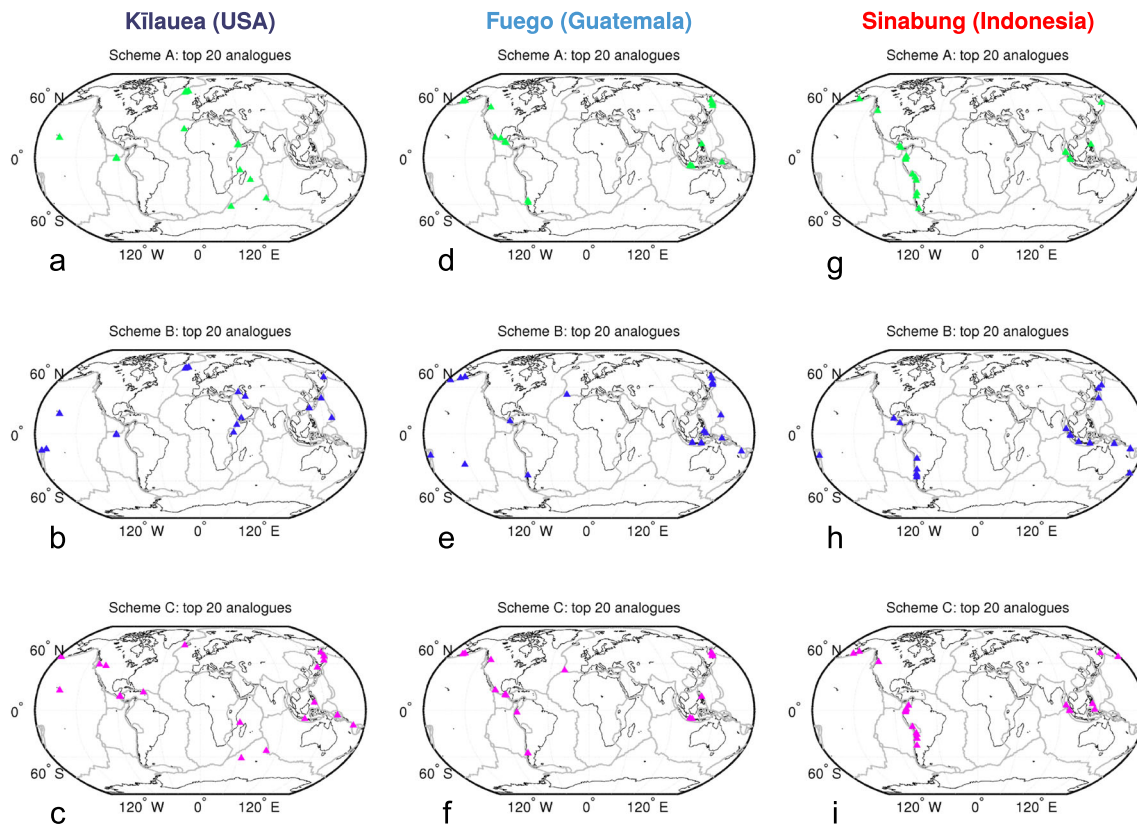 Kīlauea (USA)
Fuego (Guatemala)
Sinabung (Indonesia)
Scheme A: top 20 analogues
60° N
0°
60° S
120° W
0°
120° E
a
Scheme A: top 20 analogues
60° N
0°
60° S
120° W
0°
120° E
d
Scheme A: top 20 analogues
60° N
0°
60° S
120° W
0°
120° E
g
Scheme B: top 20 analogues
60° N
0°
60° S
120° W
0°
120° E
b
Scheme B: top 20 analogues
60° N
0°
60° S
120° W
0°
120° E
e
Scheme B: top 20 analogues
60° N
0°
60° S
120° W
0°
120° E
h
Scheme C: top 20 analogues
60° N
0°
60° S
120° W
0°
120° E
c
Scheme C: top 20 analogues
60° N
0°
60° S
120° W
0°
120° E
f
Scheme C: top 20 analogues
60° N
0°
60° S
120° W
0°
120° E
i